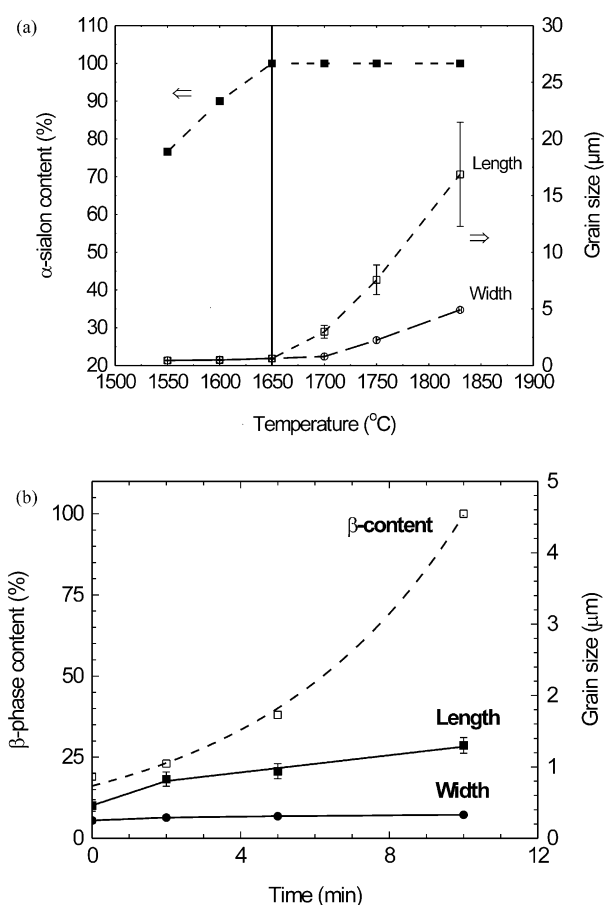 (a)
110
100
90
80
70
60
50
40
30
20
α-sialon content (%)
30
25
20
15
10
5
0
Grain size (μm)
Length
Width
1500 1550 1600 1650 1700 1750 1800 1850 1900
Temperature (°C)
(b)
100
75
50
25
0
β-phase content (%)
5
4
3
2
1
0
Grain size (μm)
β-content
Length
Width
0 4 8 12
Time (min)